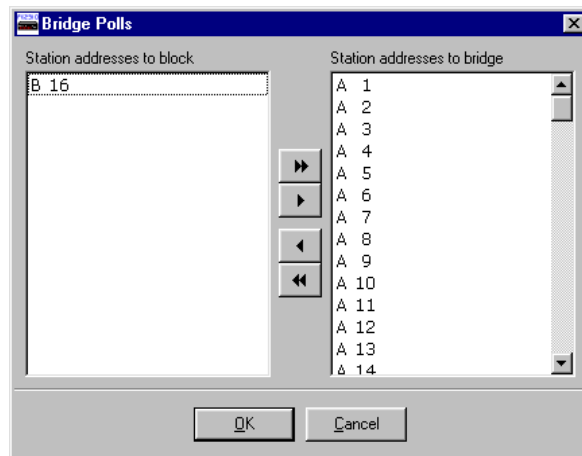 Bridge Polls
Station addresses to block
B 16
Station addresses to bridge
A 1
A 2
A 3
A 4
A 5
A 6
A 7
A 8
A 9
A 10
A 11
A 12
A 13
A 14
OK
Cancel